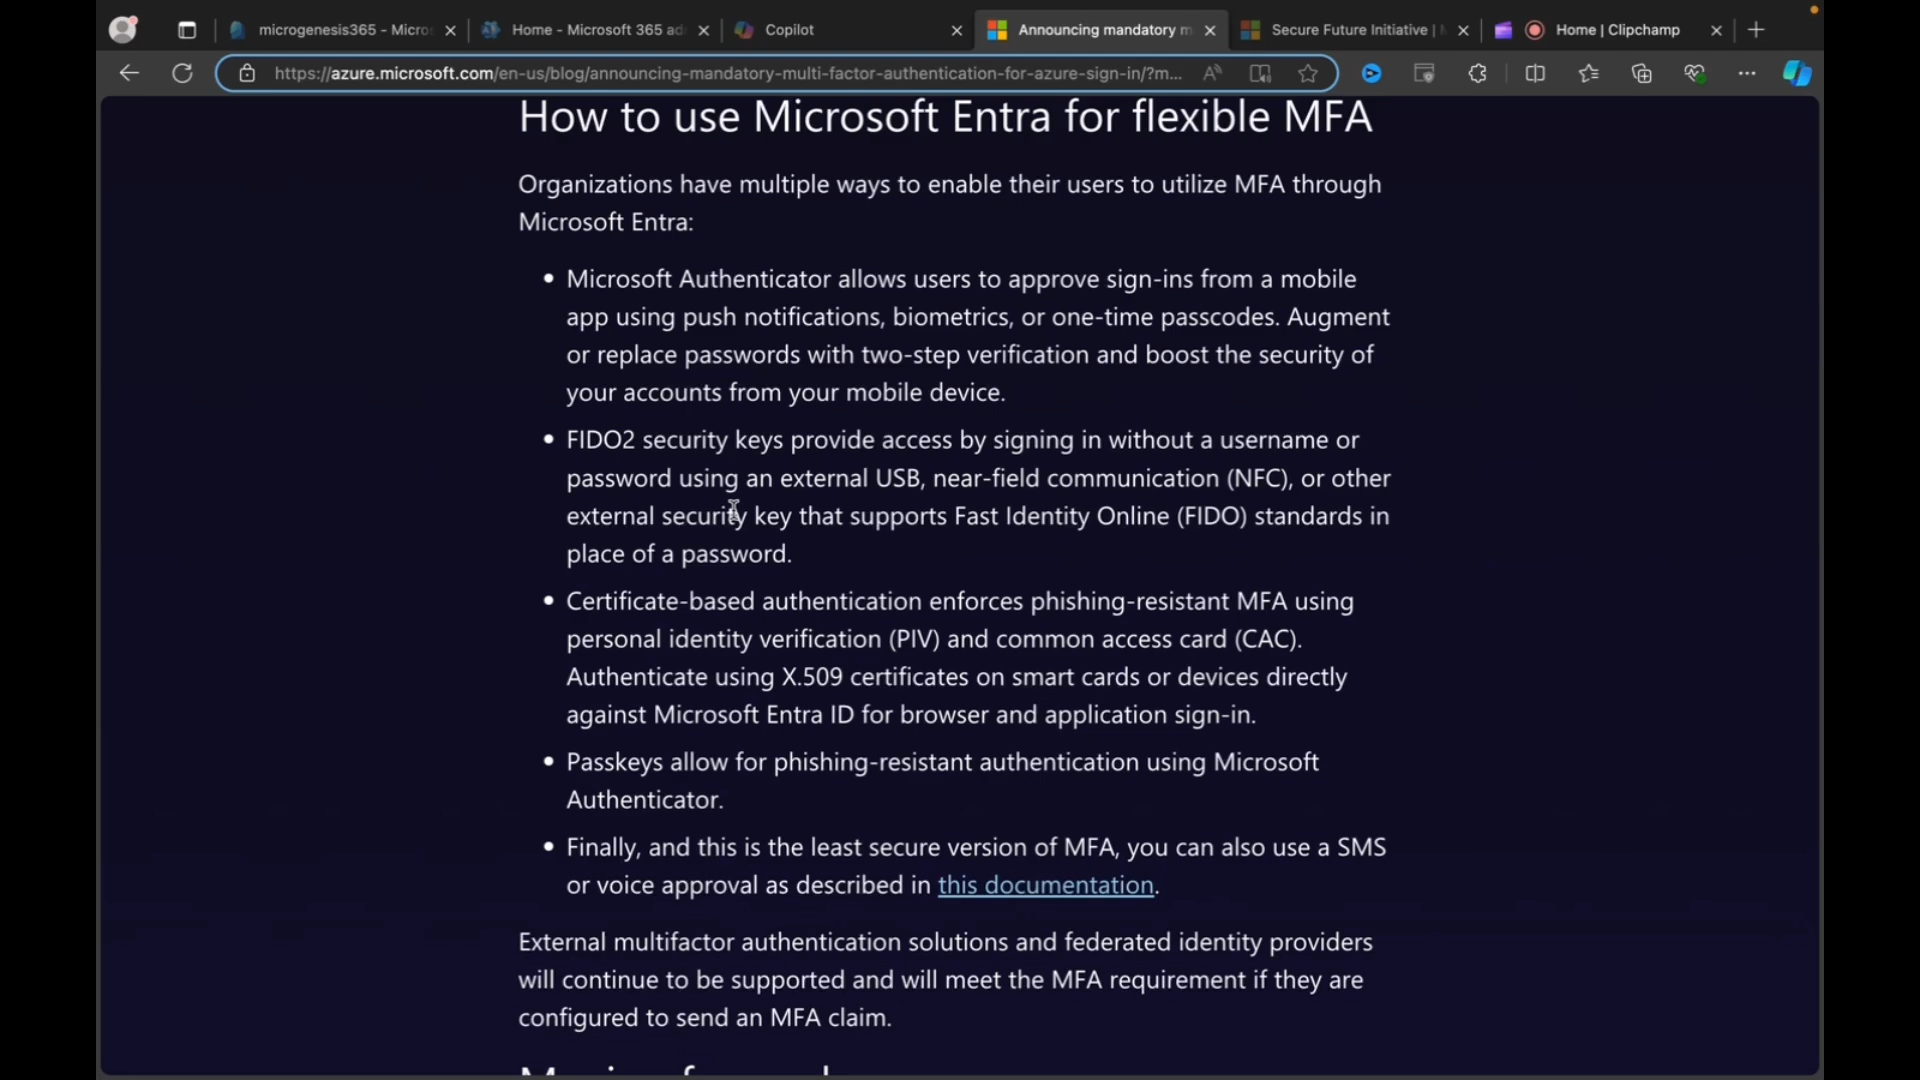 microgenesis365 - Micro
Home - Microsoft 365 ad
Copilot
Announcing mandatory m
Secure Future Initiative |
Home | Clipchamp
https://azure.microsoft.com/en-us/blog/announcing-mandatory-multi-factor-authentication-for-azure-sign-in/?m...
How to use Microsoft Entra for flexible MFA
Organizations have multiple ways to enable their users to utilize MFA through
Microsoft Entra:
• Microsoft Authenticator allows users to approve sign-ins from a mobile
app using push notifications, biometrics, or one-time passcodes. Augment
or replace passwords with two-step verification and boost the security of
your accounts from your mobile device.
• FIDO2 security keys provide access by signing in without a username or
password using an external USB, near-field communication (NFC), or other
external security key that supports Fast Identity Online (FIDO) standards in
place of a password.
• Certificate-based authentication enforces phishing-resistant MFA using
personal identity verification (PIV) and common access card (CAC).
Authenticate using X.509 certificates on smart cards or devices directly
against Microsoft Entra ID for browser and application sign-in.
• Passkeys allow for phishing-resistant authentication using Microsoft
Authenticator.
• Finally, and this is the least secure version of MFA, you can also use a SMS
or voice approval as described in this documentation.
External multifactor authentication solutions and federated identity providers
will continue to be supported and will meet the MFA requirement if they are
configured to send an MFA claim.